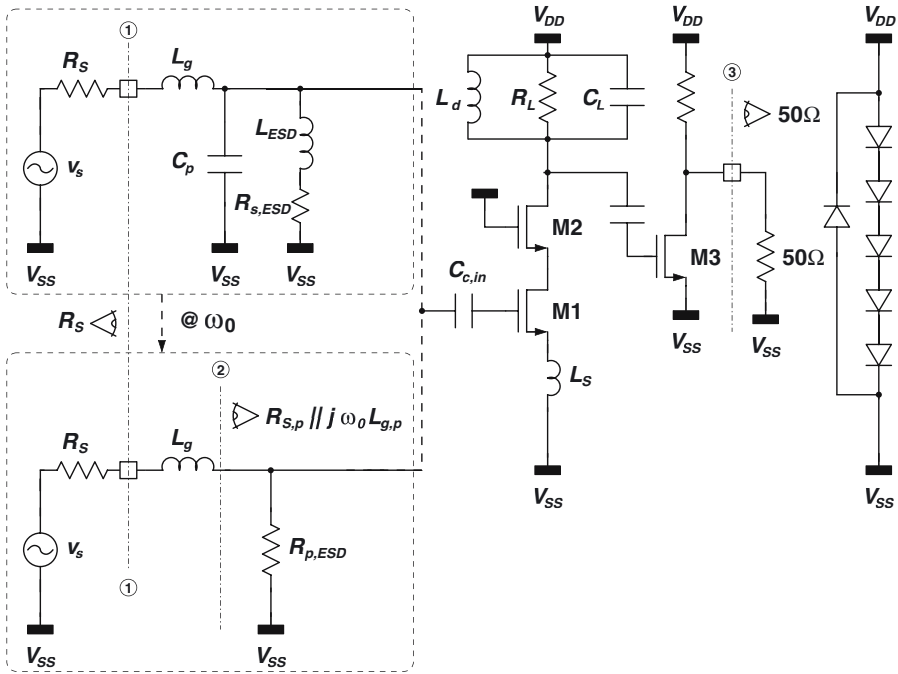 ①
R_S
L_g
v_s
C_p
L_ESD
R_s,ESD
V_SS
V_SS
V_SS
R_S
@ ω_0
②
R_S,p // j ω_0 L_g,p
R_S
L_g
v_s
R_p,ESD
①
V_SS
V_SS
V_DD
L_d
R_L
C_L
M2
C_c,in
M1
L_S
V_SS
V_DD
③
50Ω
M3
50Ω
V_SS
V_SS
V_DD
V_SS